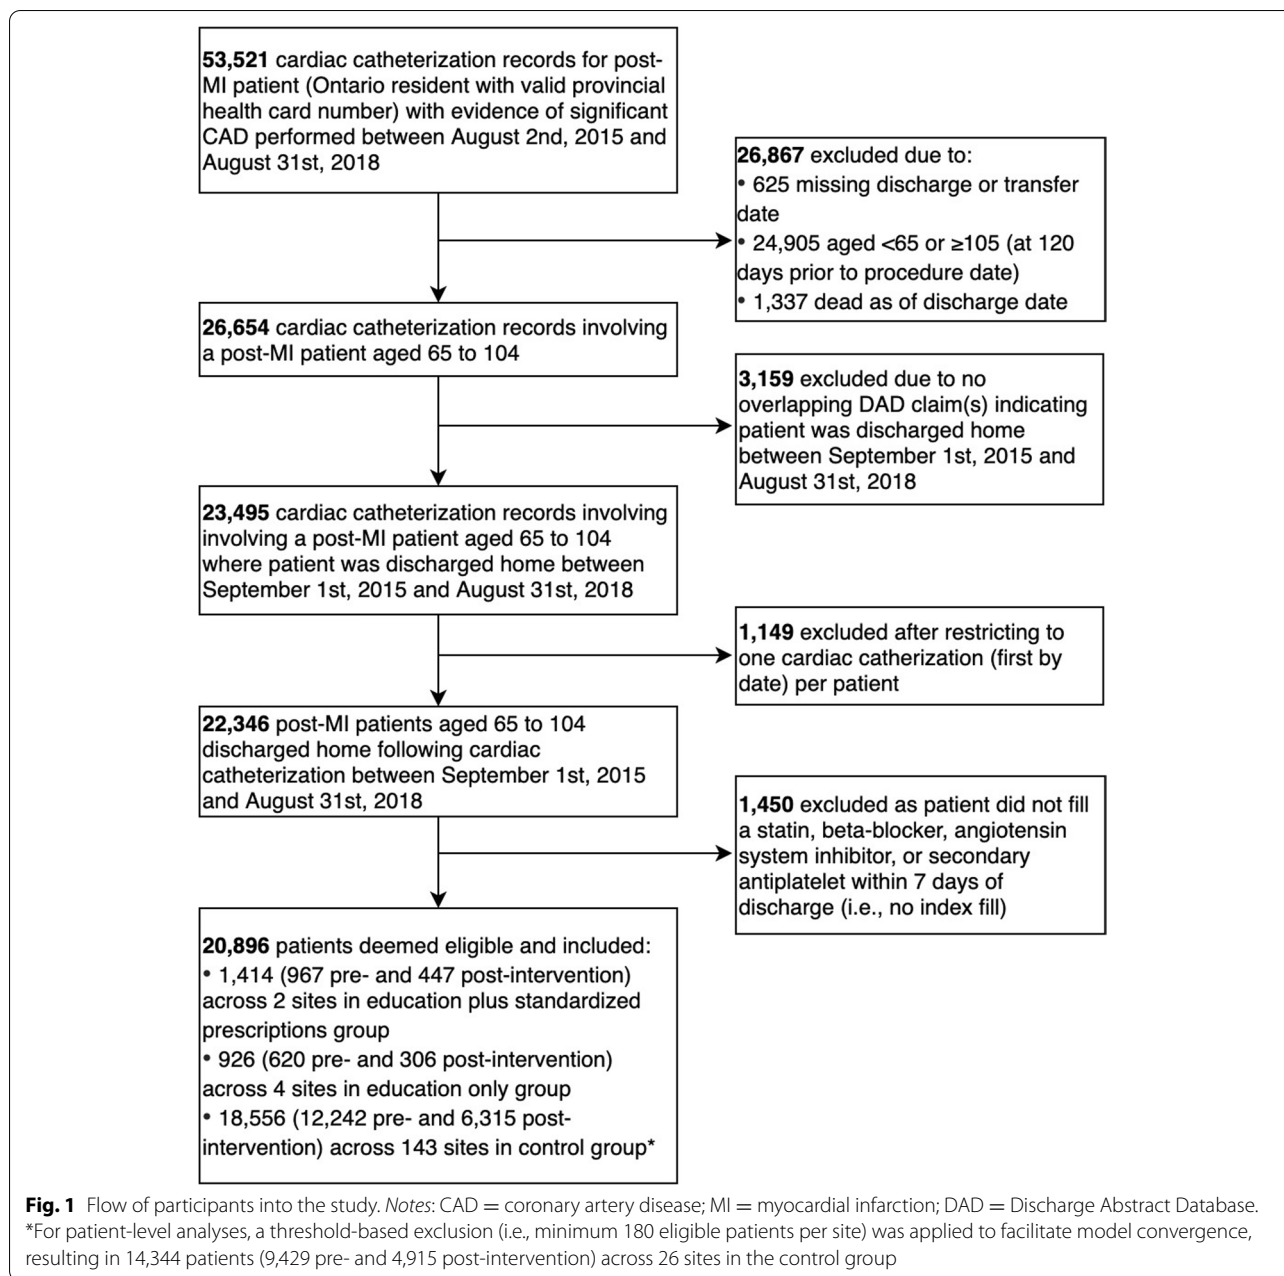 53,521 cardiac catheterization records for post-
MI patient (Ontario resident with valid provincial
health card number) with evidence of significant
CAD performed between August 2nd, 2015 and
August 31st, 2018
26,867 excluded due to:
• 625 missing discharge or transfer
date
• 24,905 aged <65 or ≥105 (at 120
days prior to procedure date)
• 1,337 dead as of discharge date
26,654 cardiac catheterization records involving
a post-MI patient aged 65 to 104
3,159 excluded due to no
overlapping DAD claim(s) indicating
patient was discharged home
between September 1st, 2015 and
August 31st, 2018
23,495 cardiac catheterization records involving
involving a post-MI patient aged 65 to 104
where patient was discharged home between
September 1st, 2015 and August 31st, 2018
1,149 excluded after restricting to
one cardiac catherization (first by
date) per patient
22,346 post-MI patients aged 65 to 104
discharged home following cardiac
catheterization between September 1st, 2015
and August 31st, 2018
1,450 excluded as patient did not fill
a statin, beta-blocker, angiotensin
system inhibitor, or secondary
antiplatelet within 7 days of
discharge (i.e., no index fill)
20,896 patients deemed eligible and included:
• 1,414 (967 pre- and 447 post-intervention)
across 2 sites in education plus standardized
prescriptions group
• 926 (620 pre- and 306 post-intervention)
across 4 sites in education only group
• 18,556 (12,242 pre- and 6,315 post-
intervention) across 143 sites in control group*
Fig. 1 Flow of participants into the study. Notes: CAD = coronary artery disease; MI = myocardial infarction; DAD = Discharge Abstract Database.
*For patient-level analyses, a threshold-based exclusion (i.e., minimum 180 eligible patients per site) was applied to facilitate model convergence,
resulting in 14,344 patients (9,429 pre- and 4,915 post-intervention) across 26 sites in the control group